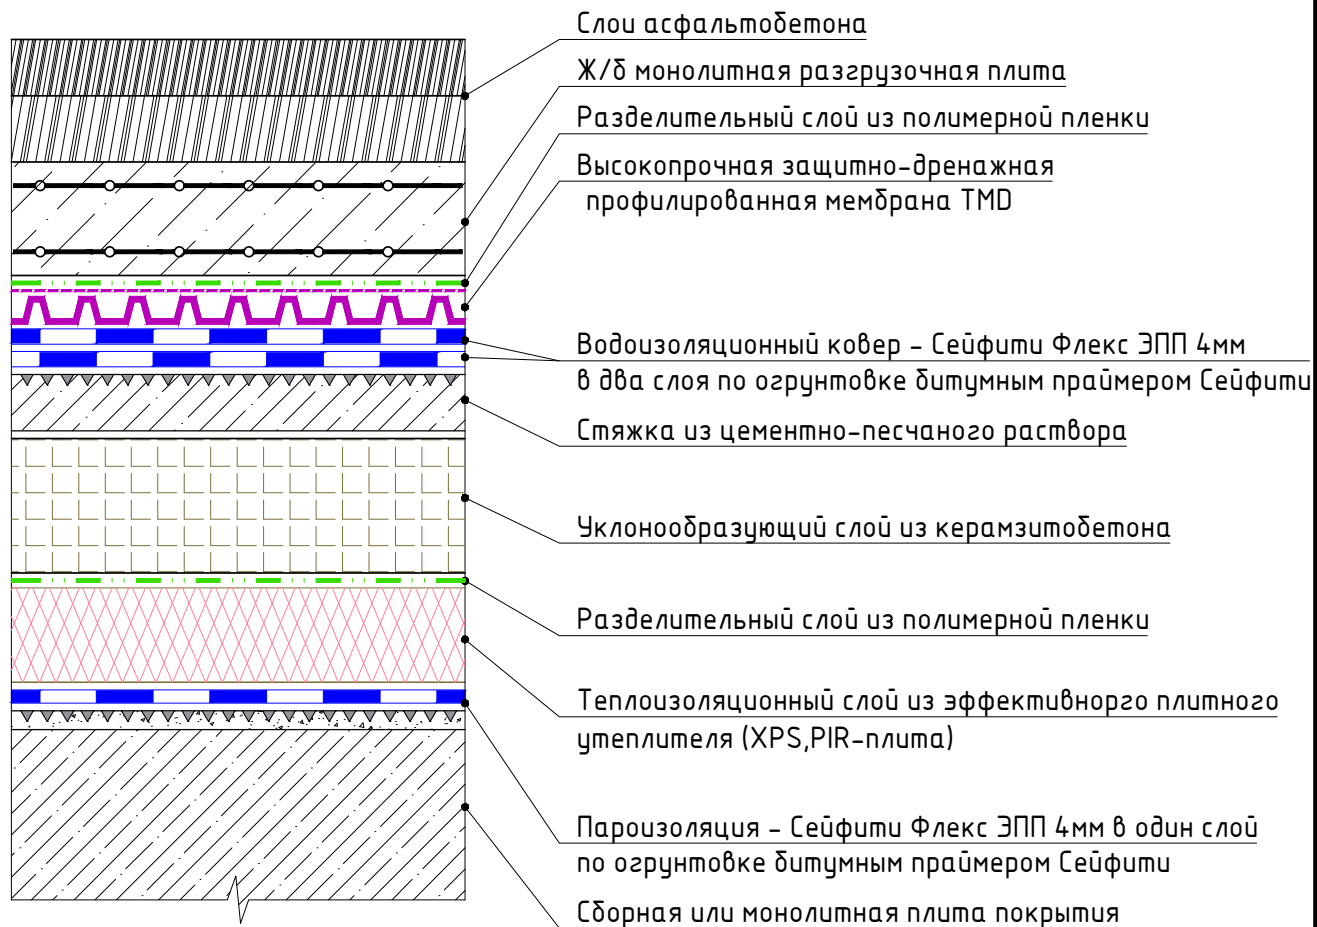 Слои асфальтобетона
Ж/б монолитная разгрузочная плита
Разделительный слой из полимерной пленки
Высокопрочная защитно-дренажная
профилированная мембрана TMD
Водоизоляционный ковер - Сейфити Флекс ЭПП 4мм
в два слоя по огрунтовке битумным праймером Сейфити
Стяжка из цементно-песчаного раствора
Уклонообразующий слой из керамзитобетона
Разделительный слой из полимерной пленки
Теплоизоляционный слой из эффективнорго плитного
утеплителя (XPS,PIR-плита)
Пароизоляция - Сейфити Флекс ЭПП 4мм в один слой
по огрунтовке битумным праймером Сейфити
Сборная или монолитная плита покрытия